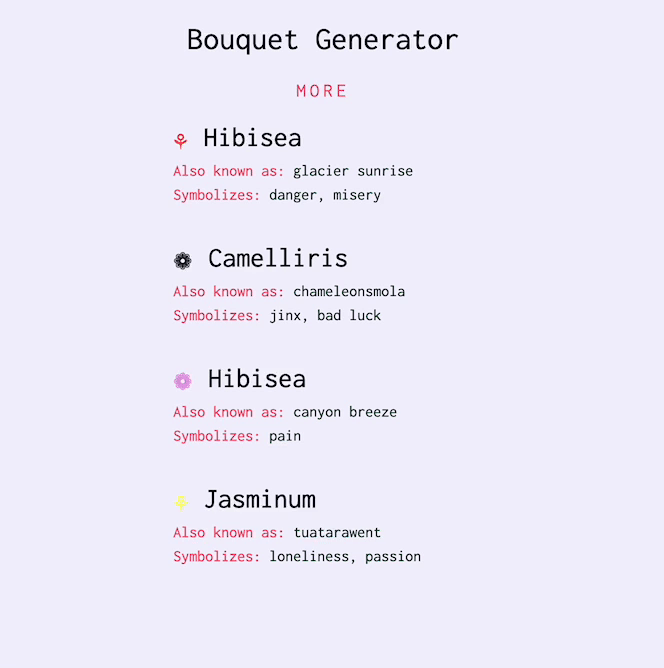 Bouquet Generator
MORE
Hibisea
Also known as: glacier sunrise
Symbolizes: danger, misery
Camelliris
Also known as: chameleonsmola
Symbolizes: jinx, bad luck
Hibisea
Also known as: canyon breeze
Symbolizes: pain
Jasminum
Also known as: tuatarawent
Symbolizes: loneliness, passion